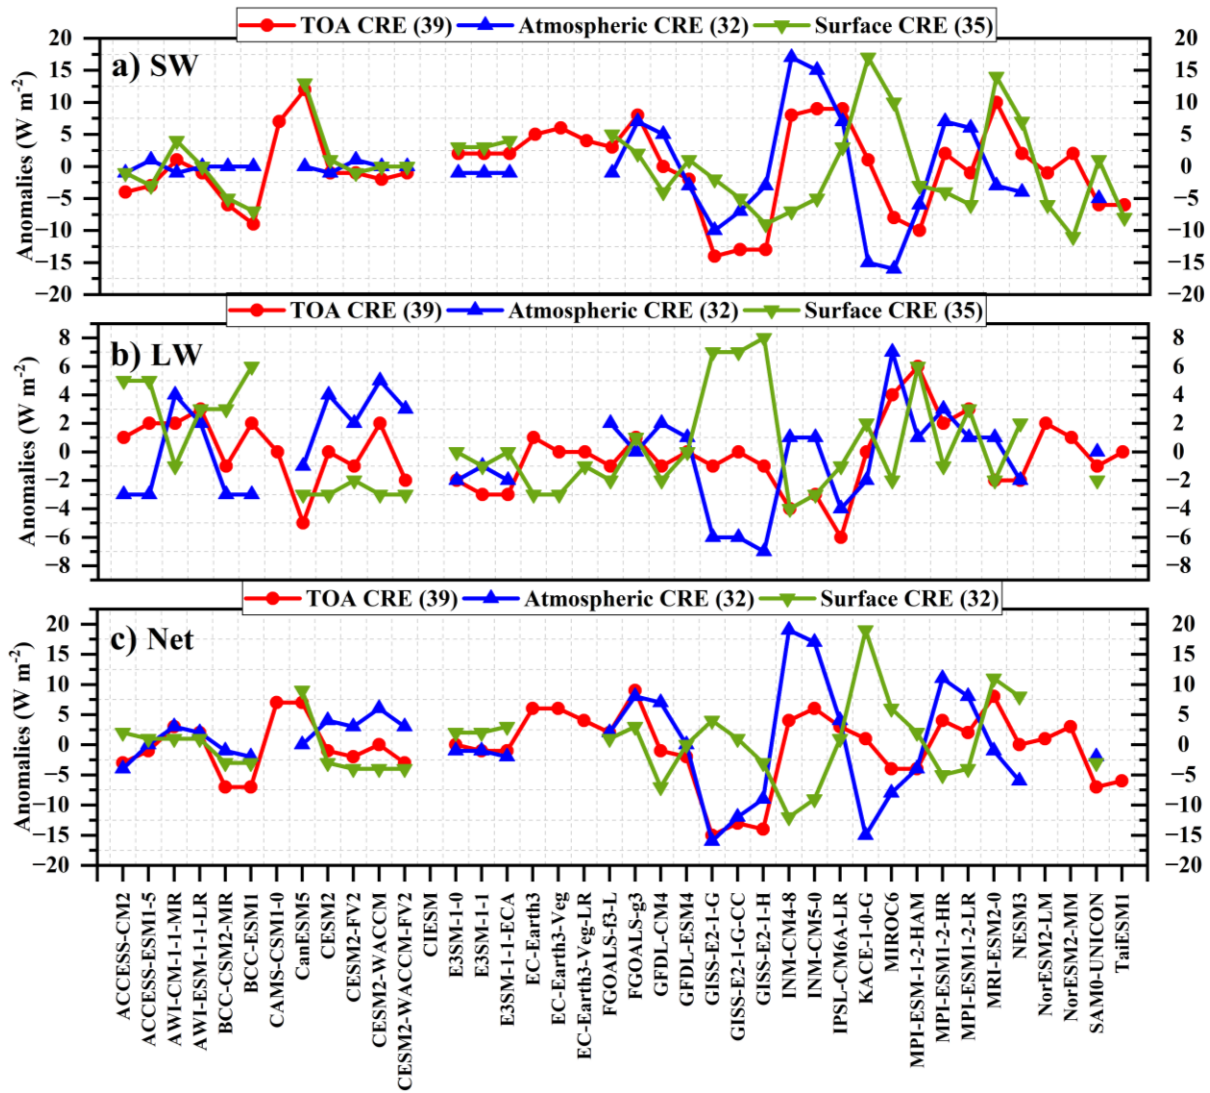 TOA CRE (39) Atmospheric CRE (32) Surface CRE (35)
a) SW
Anomalies (W m⁻²)
20 20
15 15
10 10
5 5
0 0
−5 −5
−10 −10
−15 −15
−20 −20
TOA CRE (39) Atmospheric CRE (32) Surface CRE (35)
b) LW
Anomalies (W m⁻²)
8 8
6 6
4 4
2 2
0 0
−2 −2
−4 −4
−6 −6
−8 −8
TOA CRE (39) Atmospheric CRE (32) Surface CRE (32)
c) Net
Anomalies (W m⁻²)
20 20
15 15
10 10
5 5
0 0
−5 −5
−10 −10
−15 −15
−20 −20
ACCESS-CM2
ACCESS-ESM1-5
AWI-CM-1-1-MR
AWI-ESM-1-1-LR
BCC-CSM2-MR
BCC-ESM1
CAMS-CSM1-0
CanESM5
CESM2
CESM2-FV2
CESM2-WACCM
CESM2-WACCM-FV2
CIESM
E3SM-1-0
E3SM-1-1
E3SM-1-1-ECA
EC-Earth3
EC-Earth3-Veg
EC-Earth3-Veg-LR
FGOALS-f3-L
FGOALS-g3
GFDL-CM4
GFDL-ESM4
GISS-E2-1-G
GISS-E2-1-G-CC
GISS-E2-1-H
INM-CM4-8
INM-CM5-0
IPSL-CM6A-LR
KACE-1-0-G
MIROC6
MPI-ESM-1-2-HAM
MPI-ESM1-2-HR
MPI-ESM1-2-LR
MRI-ESM2-0
NESM3
NorESM2-LM
NorESM2-MM
SAM0-UNICON
TaiESM1